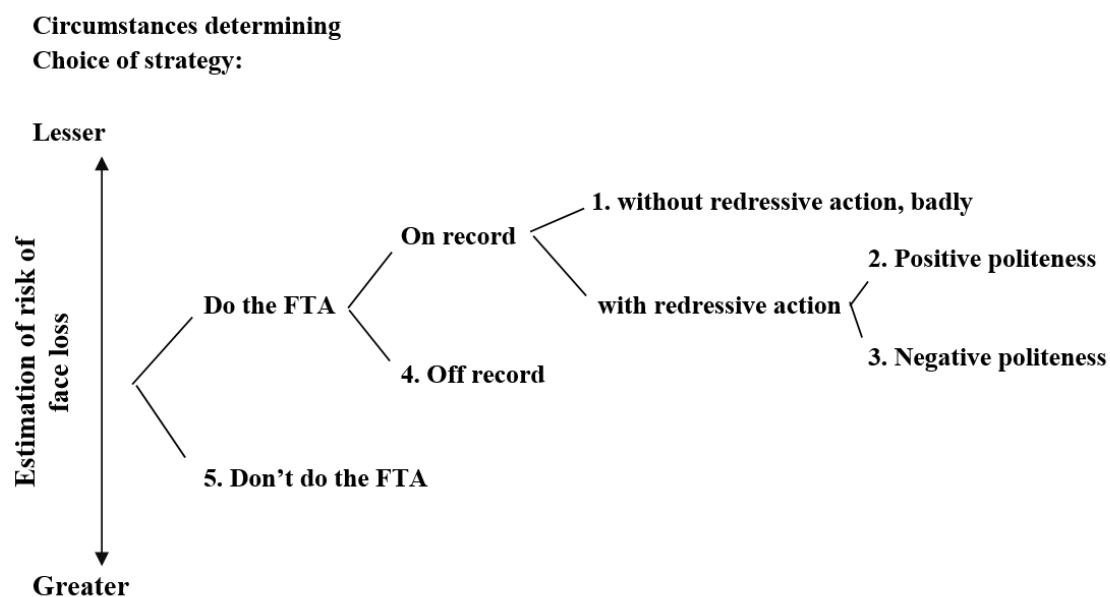 Circumstances determining
Choice of strategy:
Lesser
Estimation of risk of
face loss
1. without redressive action, badly
On record
2. Positive politeness
Do the FTA
with redressive action
3. Negative politeness
4. Off record
5. Don't do the FTA
Greater